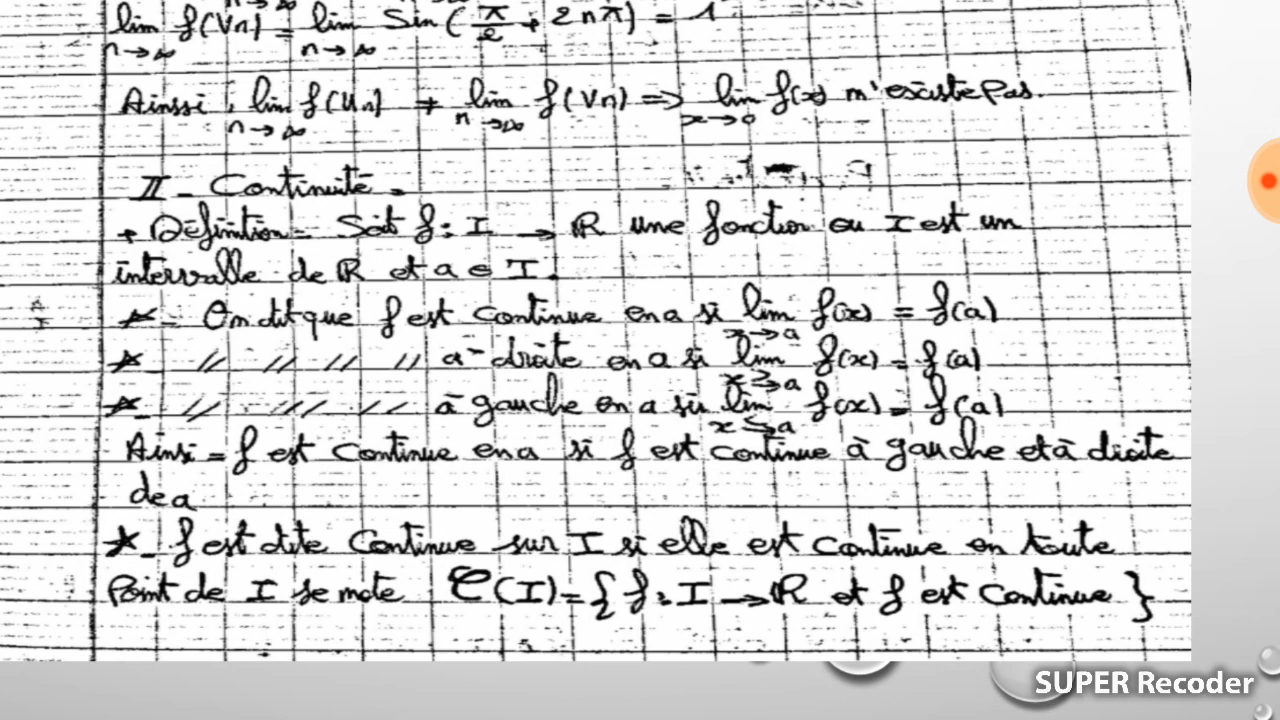 lim f(Vn) = lim Sin (π/2 + 2nπ) = 1
n→∞ n→∞
Ainssi : lim f(Un) ≠ lim f(Vn) => lim f(x) n'existe pas.
n→∞ n→∞ x→0
II - Continuité =
+ Définition = Soit f : I → R une fonction ou I est un
intervalle de R et a ∈ I.
* - On dit que f est continue en a si lim f(x) = f(a)
x→a
* // // // // à droite en a si lim f(x) = f(a)
x→a
>
* - // // // à gauche en a si lim f(x) = f(a)
x→a
<
Ainsi = f est continue en a si f est continue à gauche et à droite
de a
* - f est dite Continue sur I si elle est continue en toute
Point de I se note C(I) = { f : I → R et f est continue }
SUPER Recoder